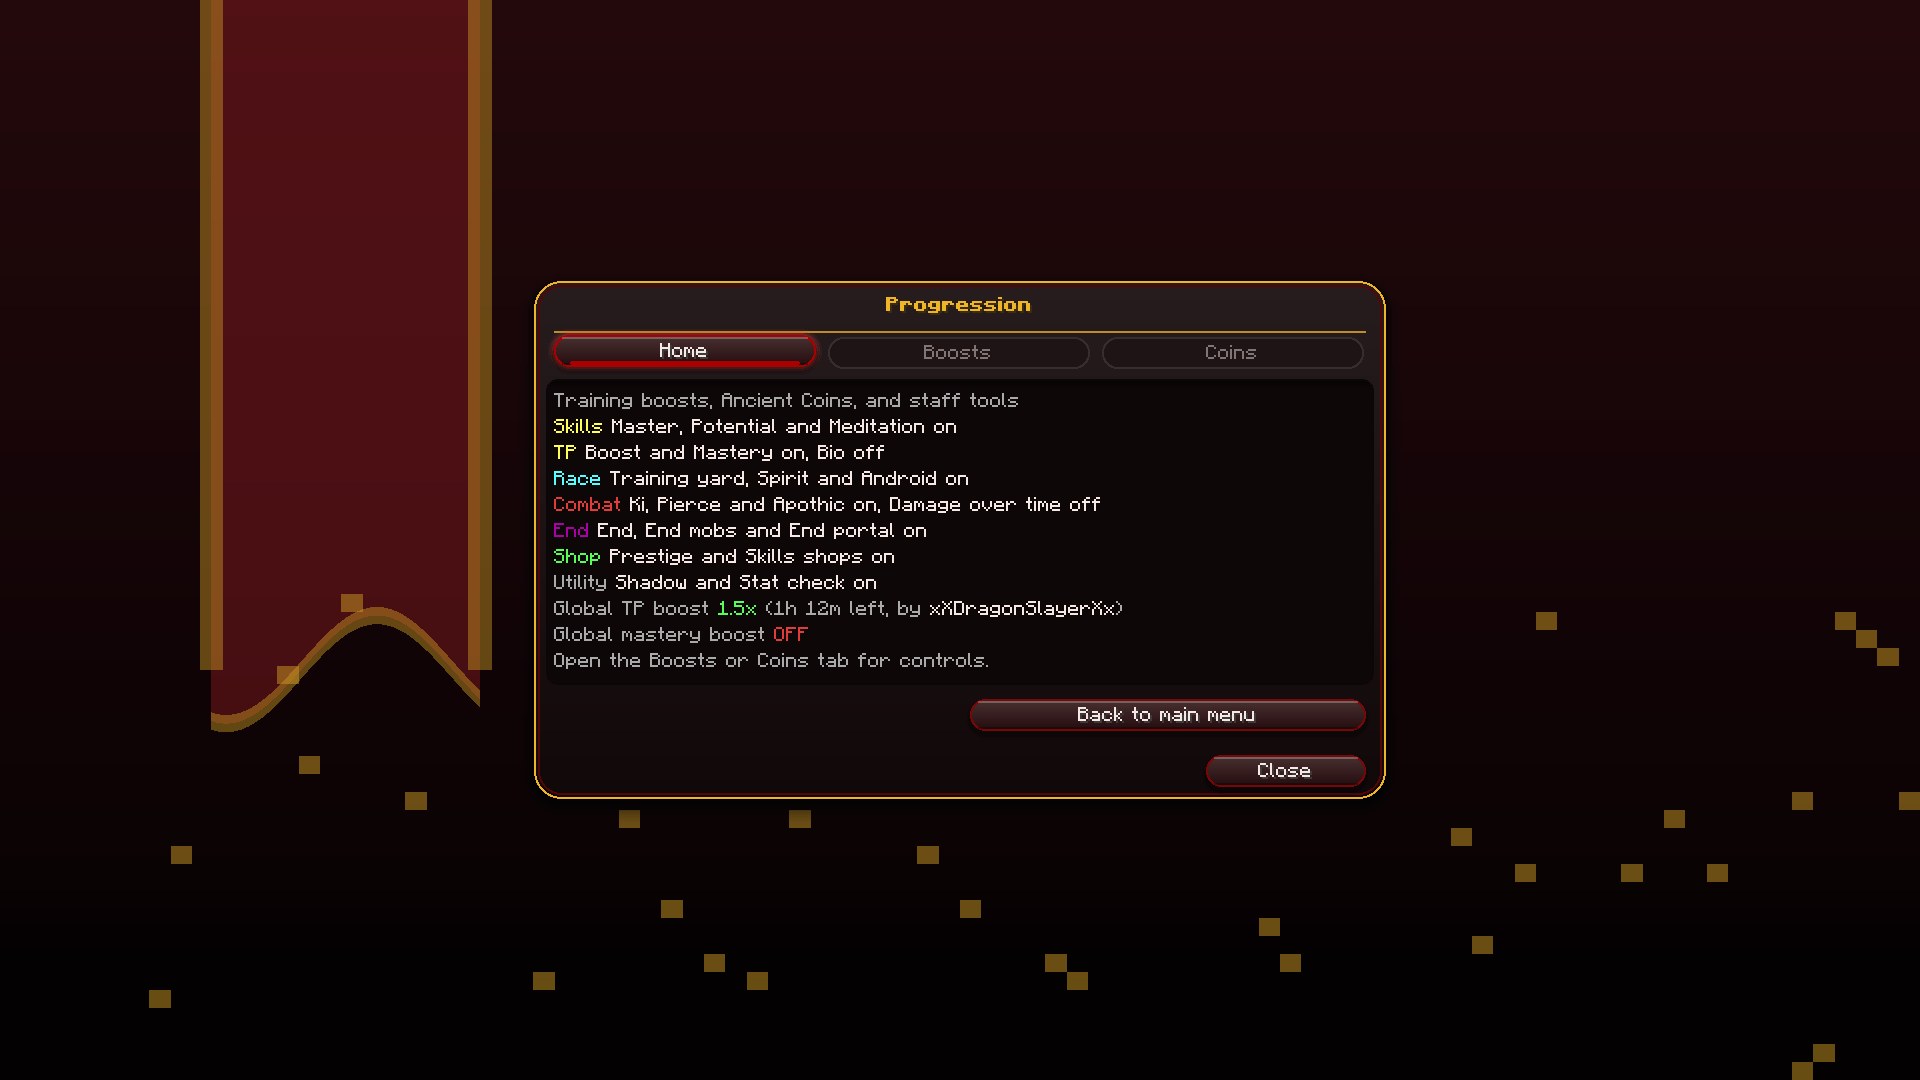 Progression
Home
Boosts
Coins
Training boosts, Ancient Coins, and staff tools
Skills Master, Potential and Meditation on
TP Boost and Mastery on, Bio off
Race Training yard, Spirit and Android on
Combat Ki, Pierce and Apothic on, Damage over time off
End End, End mobs and End portal on
Shop Prestige and Skills shops on
Utility Shadow and Stat check on
Global TP boost 1.5x (1h 12m left, by xXDragonSlayerXx)
Global mastery boost OFF
Open the Boosts or Coins tab for controls.
Back to main menu
Close